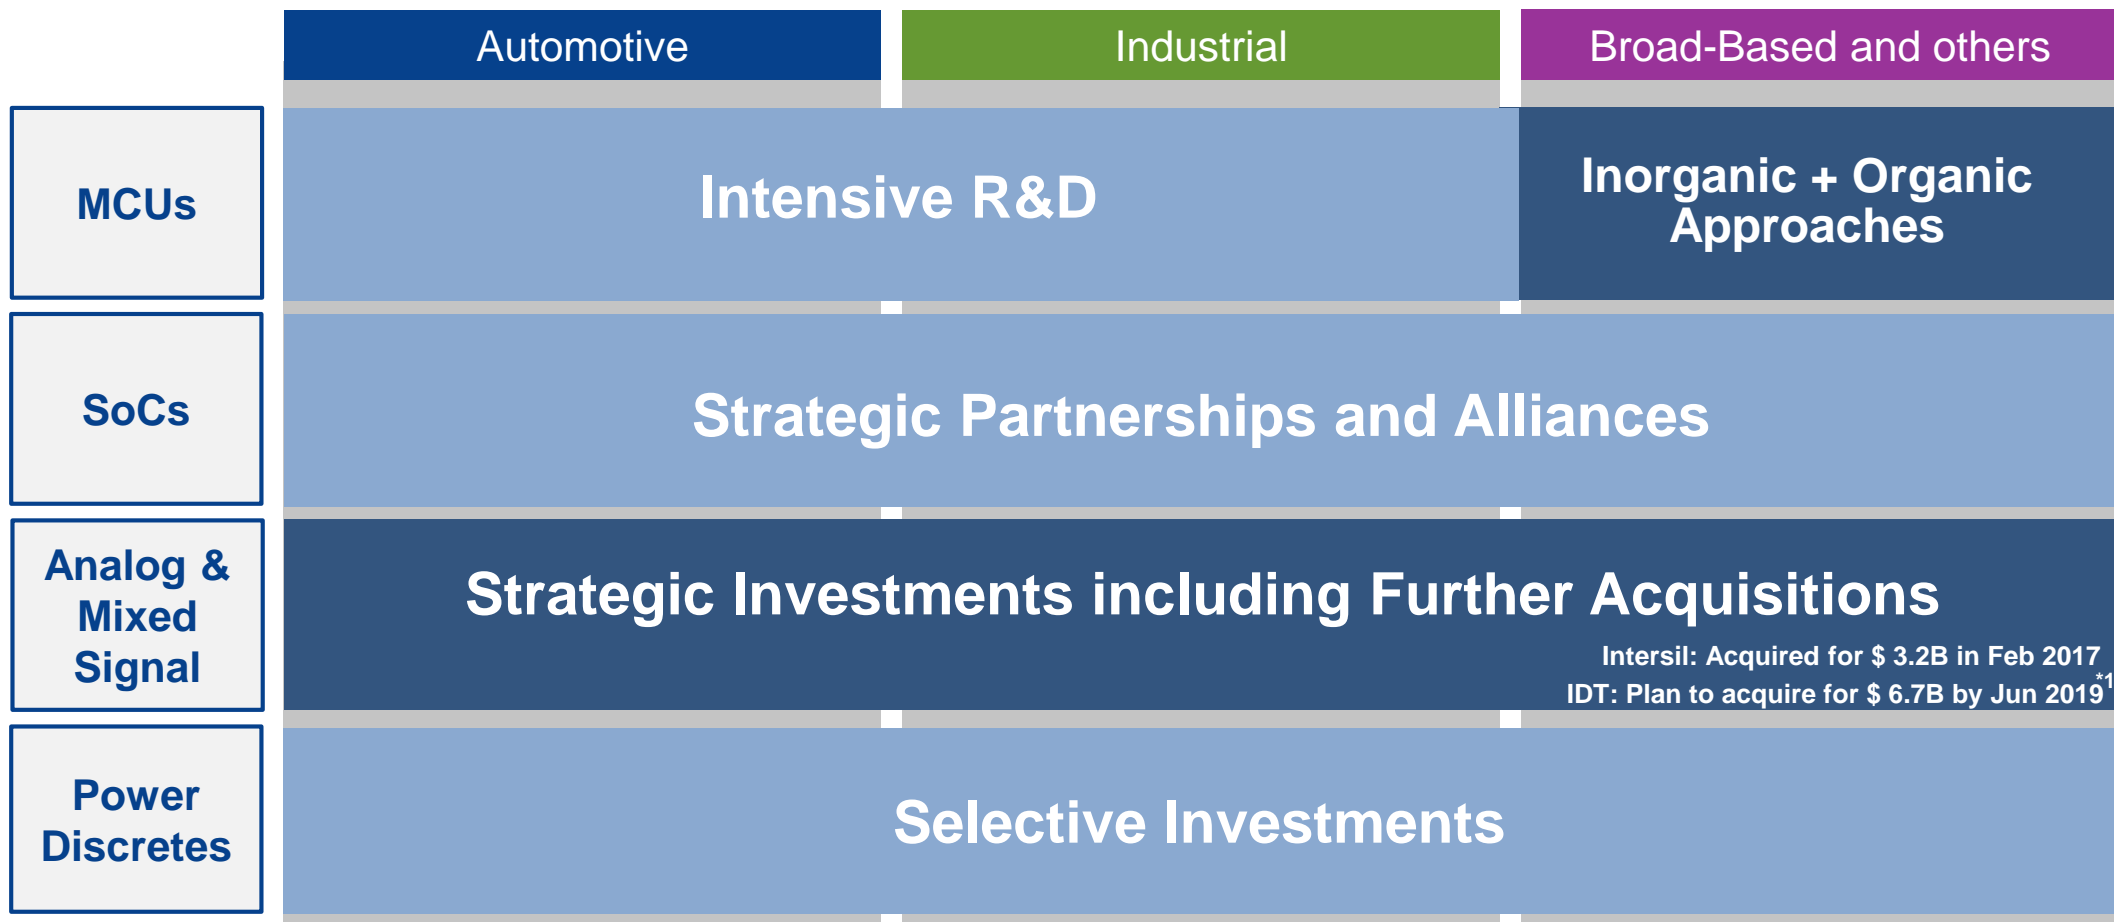 Automotive
Industrial
Broad-Based and others
MCUs
Intensive R&D
Inorganic + Organic
Approaches
SoCs
Strategic Partnerships and Alliances
Analog &
Mixed
Signal
Strategic Investments including Further Acquisitions
Intersil: Acquired for $ 3.2B in Feb 2017
IDT: Plan to acquire for $ 6.7B by Jun 2019*1
Power
Discretes
Selective Investments